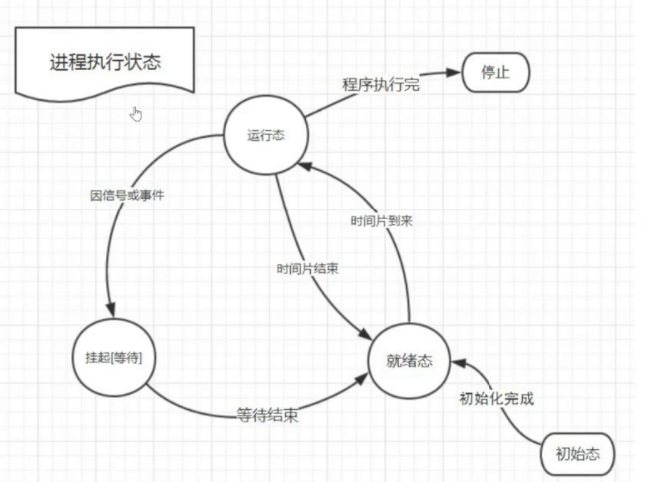 进程执行状态
程序执行完
停止
运行态
因信号或事件
时间片到来
时间片结束
挂起[等待]
就绪态
初始化完成
等待结束
初始态